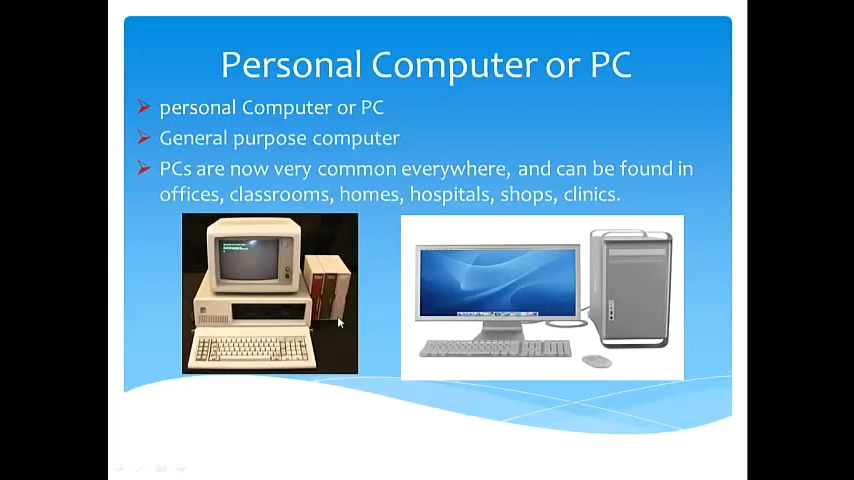 Personal Computer or PC
personal Computer or PC
General purpose computer
PCs are now very common everywhere, and can be found in
offices, classrooms, homes, hospitals, shops, clinics.